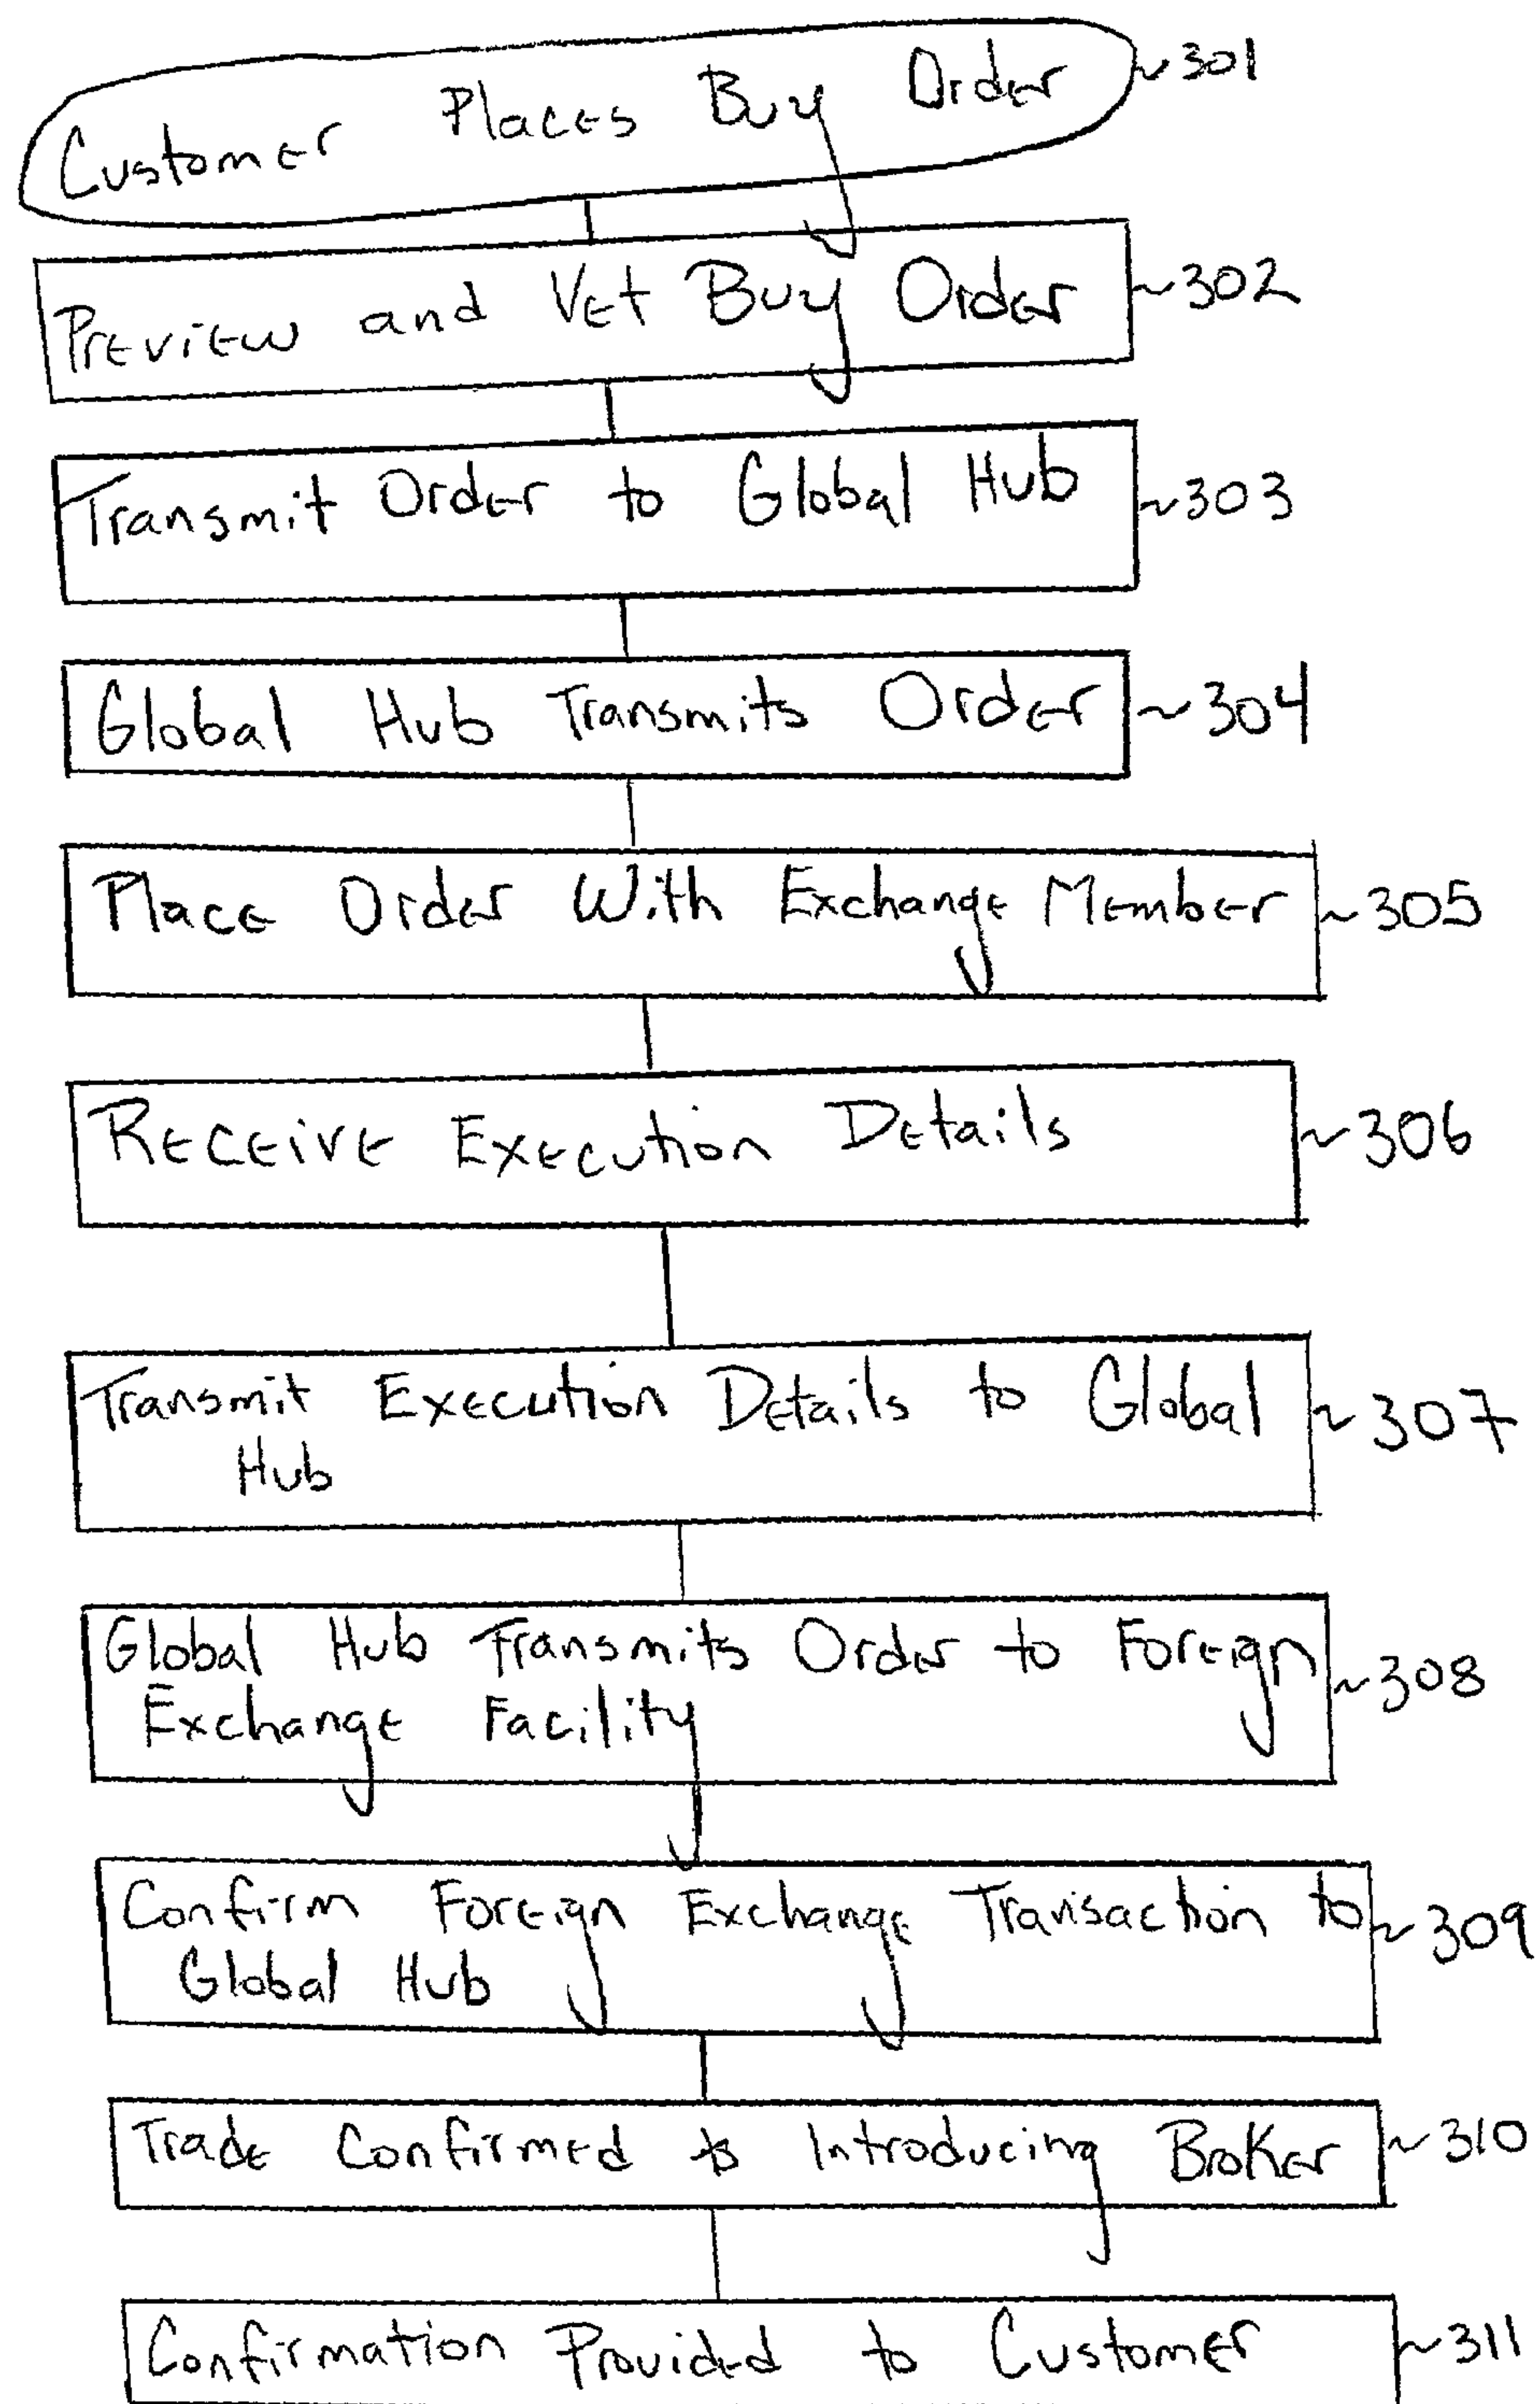 Customer Places Buy Order ~301
Preview and Vet Buy Order ~302
Transmit Order to Global Hub ~303
Global Hub Transmits Order ~304
Place Order With Exchange Member ~305
Receive Execution Details ~306
Transmit Execution Details to Global ~307
Hub
Global Hub Transmits Order to Foreign ~308
Exchange Facility
Confirm Foreign Exchange Transaction to ~309
Global Hub
Trade Confirmed to Introducing Broker ~310
Confirmation Provided to Customer ~311